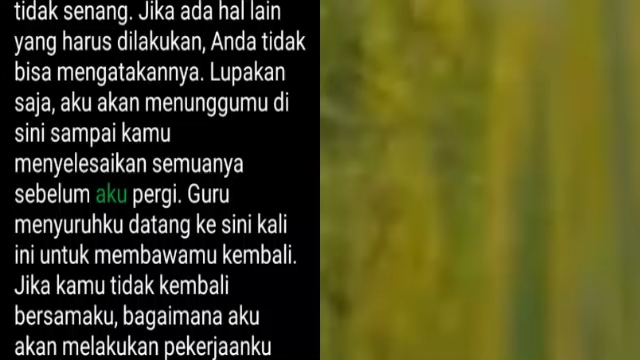 tidak senang. Jika ada hal lain
yang harus dilakukan, Anda tidak
bisa mengatakannya. Lupakan
saja, aku akan menunggumu di
sini sampai kamu
menyelesaikan semuanya
sebelum aku pergi. Guru
menyuruhku datang ke sini kali
ini untuk membawamu kembali.
Jika kamu tidak kembali
bersamaku, bagaimana aku
akan melakukan pekerjaanku